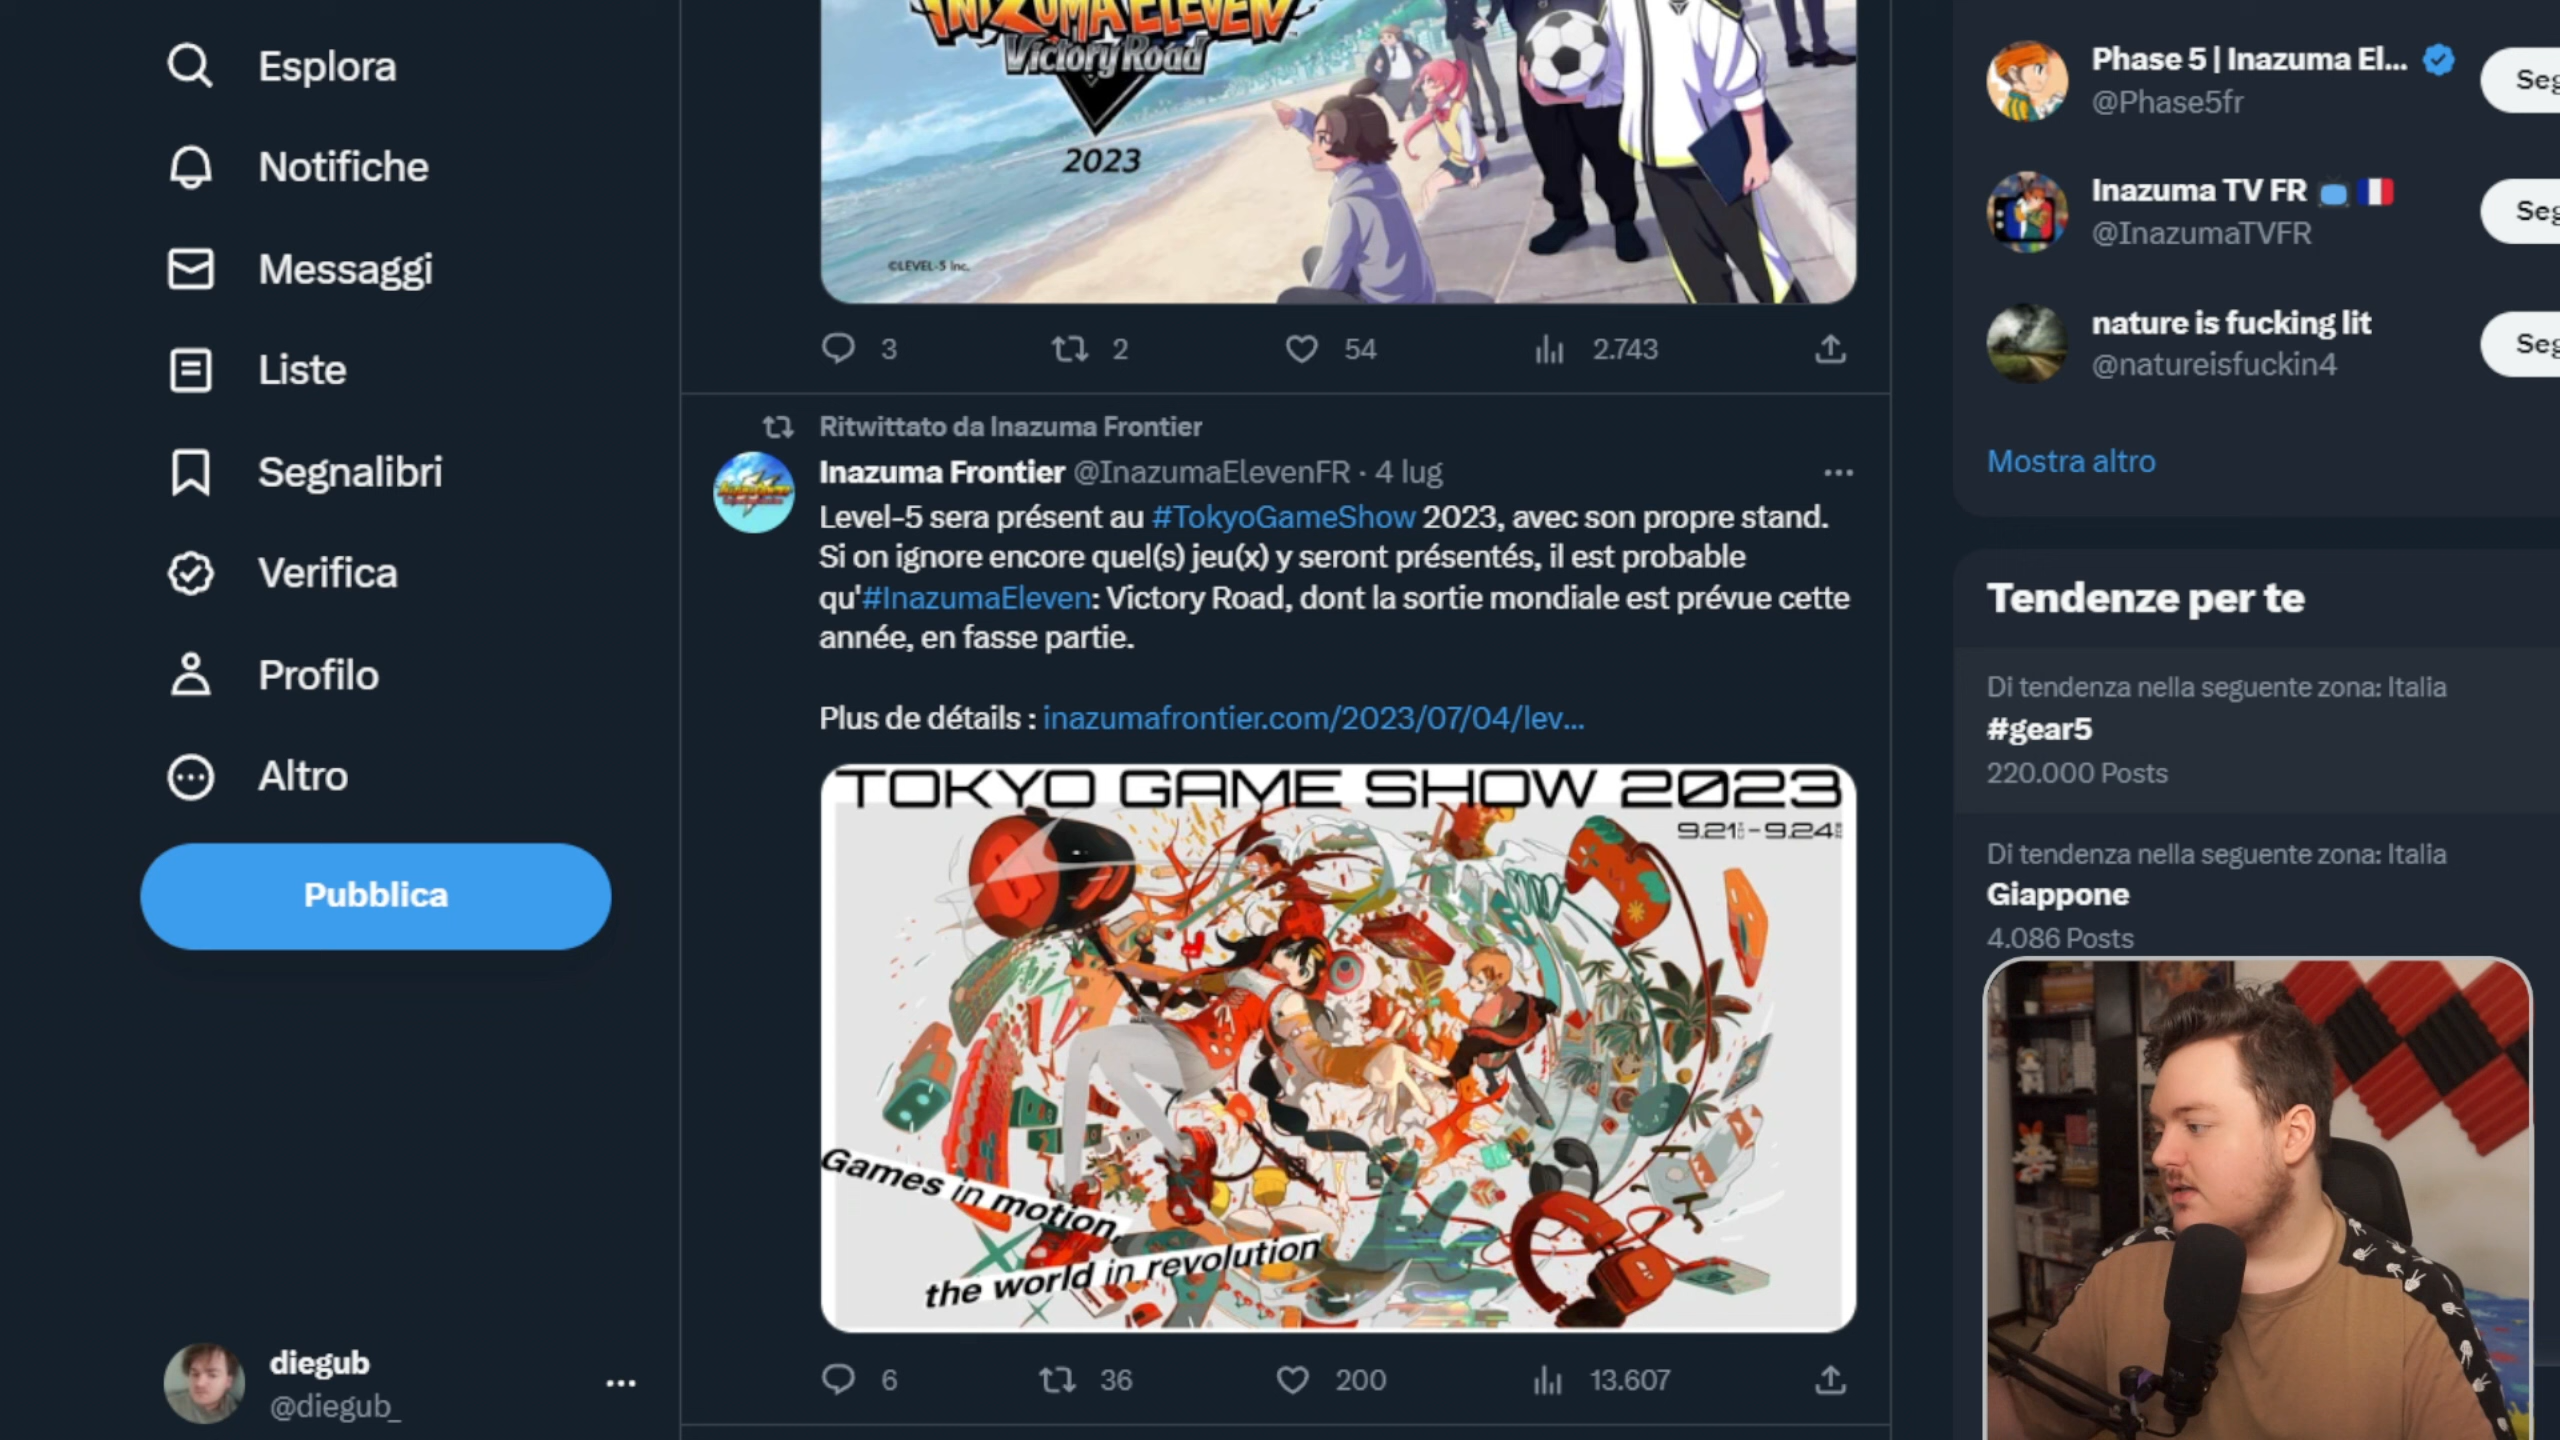 Esplora
Notifiche
Messaggi
Liste
Segnalibri
Verifica
Profilo
Altro
Pubblica
diegub
@diegub_
INAZUMA ELEVEN
Victory Road
2023
©LEVEL-5 Inc.
3 2 54 2.743
Ritwittato da Inazuma Frontier
Inazuma Frontier @InazumaElevenFR · 4 lug
Level-5 sera présent au #TokyoGameShow 2023, avec son propre stand.
Si on ignore encore quel(s) jeu(x) y seront présentés, il est probable
qu'#InazumaEleven: Victory Road, dont la sortie mondiale est prévue cette
année, en fasse partie.
Plus de détails : inazumafrontier.com/2023/07/04/lev...
TOKYO GAME SHOW 2023
9.21 - 9.24
Games in motion,
the world in revolution
6 36 200 13.607
Phase 5 | Inazuma El...
@Phase5fr
Seg
Inazuma TV FR
@InazumaTVFR
Seg
nature is fucking lit
@natureisfuckin4
Seg
Mostra altro
Tendenze per te
Di tendenza nella seguente zona: Italia
#gear5
220.000 Posts
Di tendenza nella seguente zona: Italia
Giappone
4.086 Posts